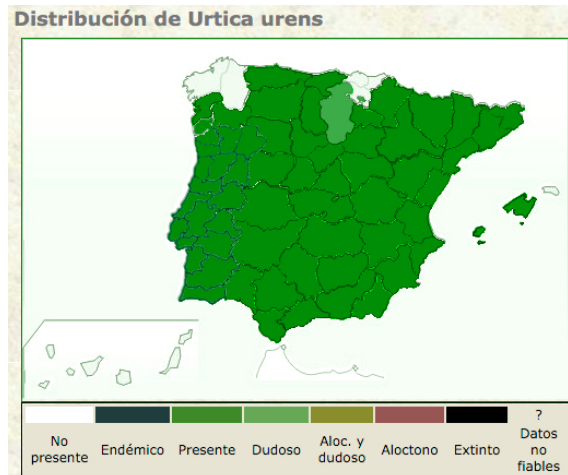 Distribución de Urtica urens
No presente
Endémico
Presente
Dudoso
Aloc. y dudoso
Aloctono
Extinto
? Datos no fiables